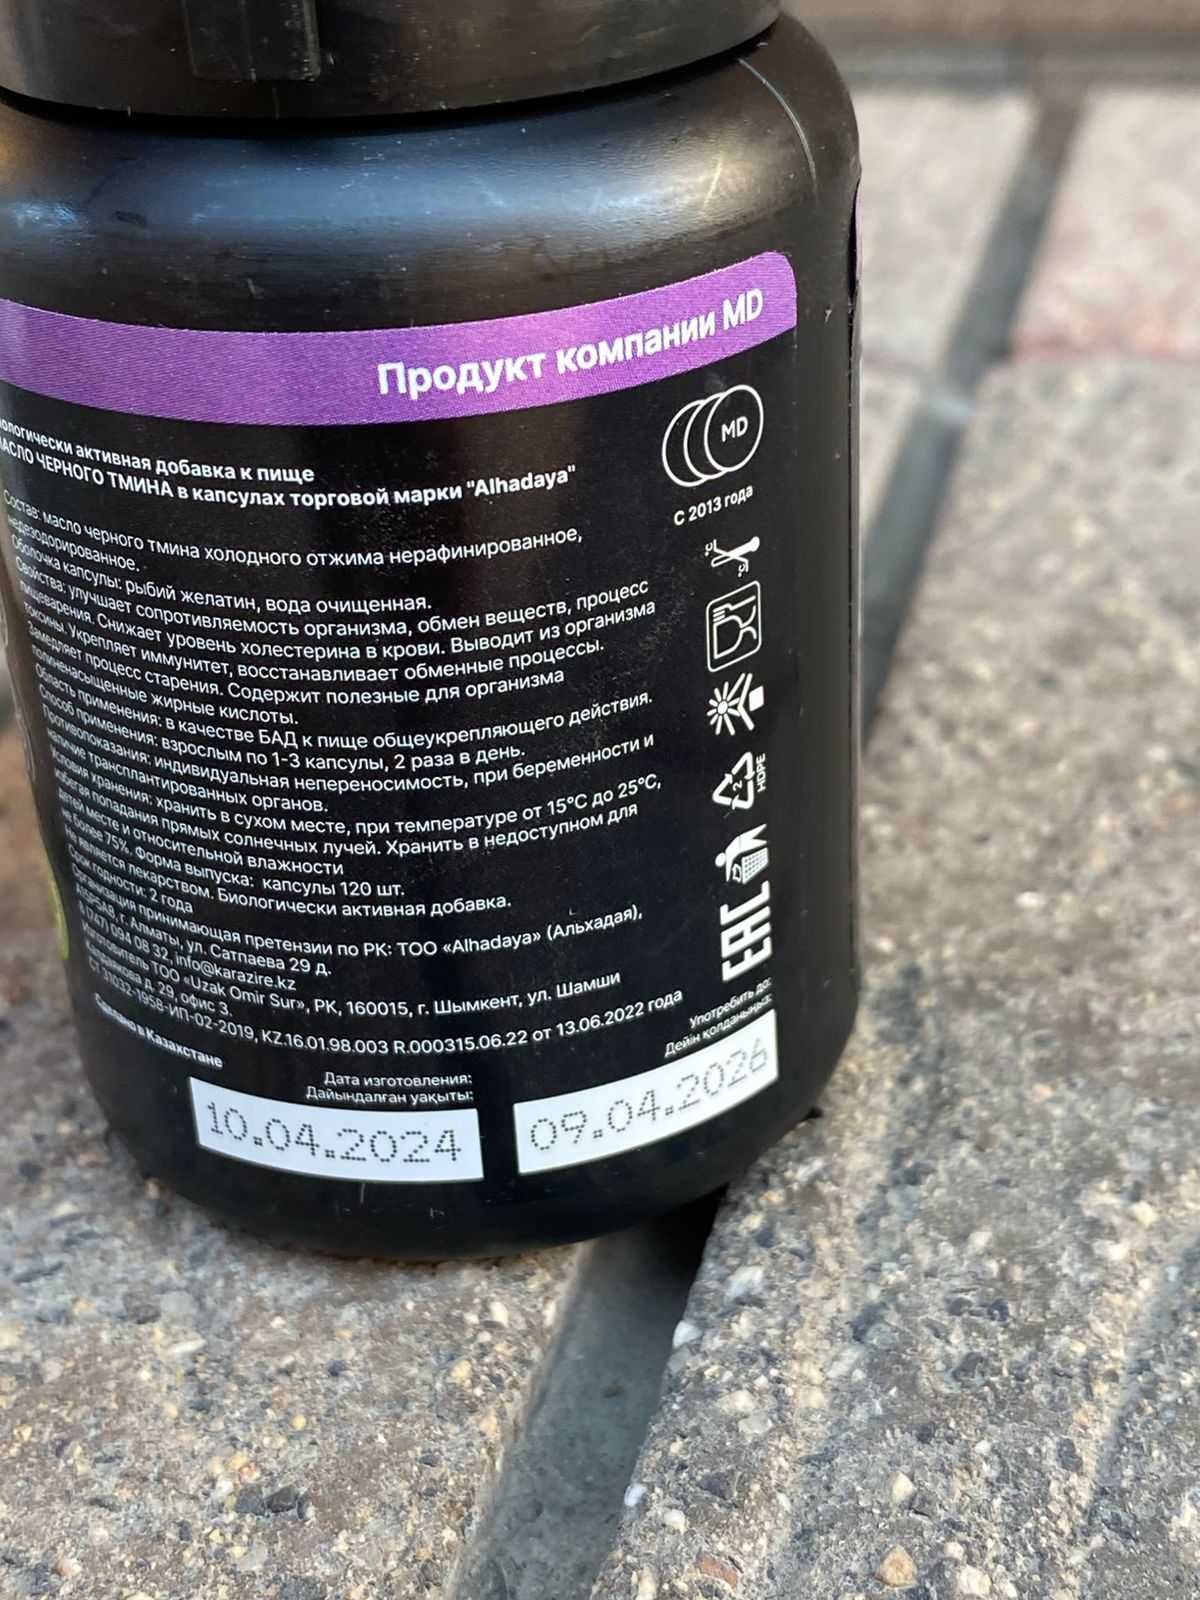 Продукт компании MD
MD
С 2013 года
активная добавка к пище
ЧЕРНОГО ТМИНА в капсулах торговой марки "Alhadaya"
Состав: масло черного тмина холодного отжима нерафинированное,
недезодорированное.
Оболочка капсулы: рыбий желатин, вода очищенная.
Свойства: улучшает сопротивляемость организма, обмен веществ, процесс
пищеварения. Снижает уровень холестерина в крови. Выводит из организма
токсины. Укрепляет иммунитет, восстанавливает обменные процессы.
Замедляет процесс старения. Содержит полезные для организма
полиненасыщенные жирные кислоты.
Область применения: в качестве БАД к пище общеукрепляющего действия.
Способ применения: взрослым по 1-3 капсулы, 2 раза в день.
Противопоказания: индивидуальная непереносимость, при беременности и
наличие трансплантированных органов.
Условия хранения: хранить в сухом месте, при температуре от 15°C до 25°C,
избегая попадания прямых солнечных лучей. Хранить в недоступном для
детей месте и относительной влажности
не более 75%. Форма выпуска: капсулы 120 шт.
Не является лекарством. Биологически активная добавка.
Срок годности: 2 года
Организация принимающая претензии по РК: ТОО «Alhadaya» (Альхадая),
г. Алматы, ул. Сатпаева 29 д.
8 (747) 094 08 32, info@karazire.kz
Изготовитель ТОО «Uzak Omir Sur», РК, 160015, г. Шымкент, ул. Шамши
Калдаякова д. 29, офис 3.
СТ 31032-1958-ИП-02-2019, KZ.16.01.98.003 R.000315.06.22 от 13.06.2022 года
Сделано в Казахстане
°C
°C
2
HDPE
EAC
Дата изготовления:
Дайындалған уақыты:
10.04.2024
Употребить до:
Дейін қолданыңыз:
09.04.2026